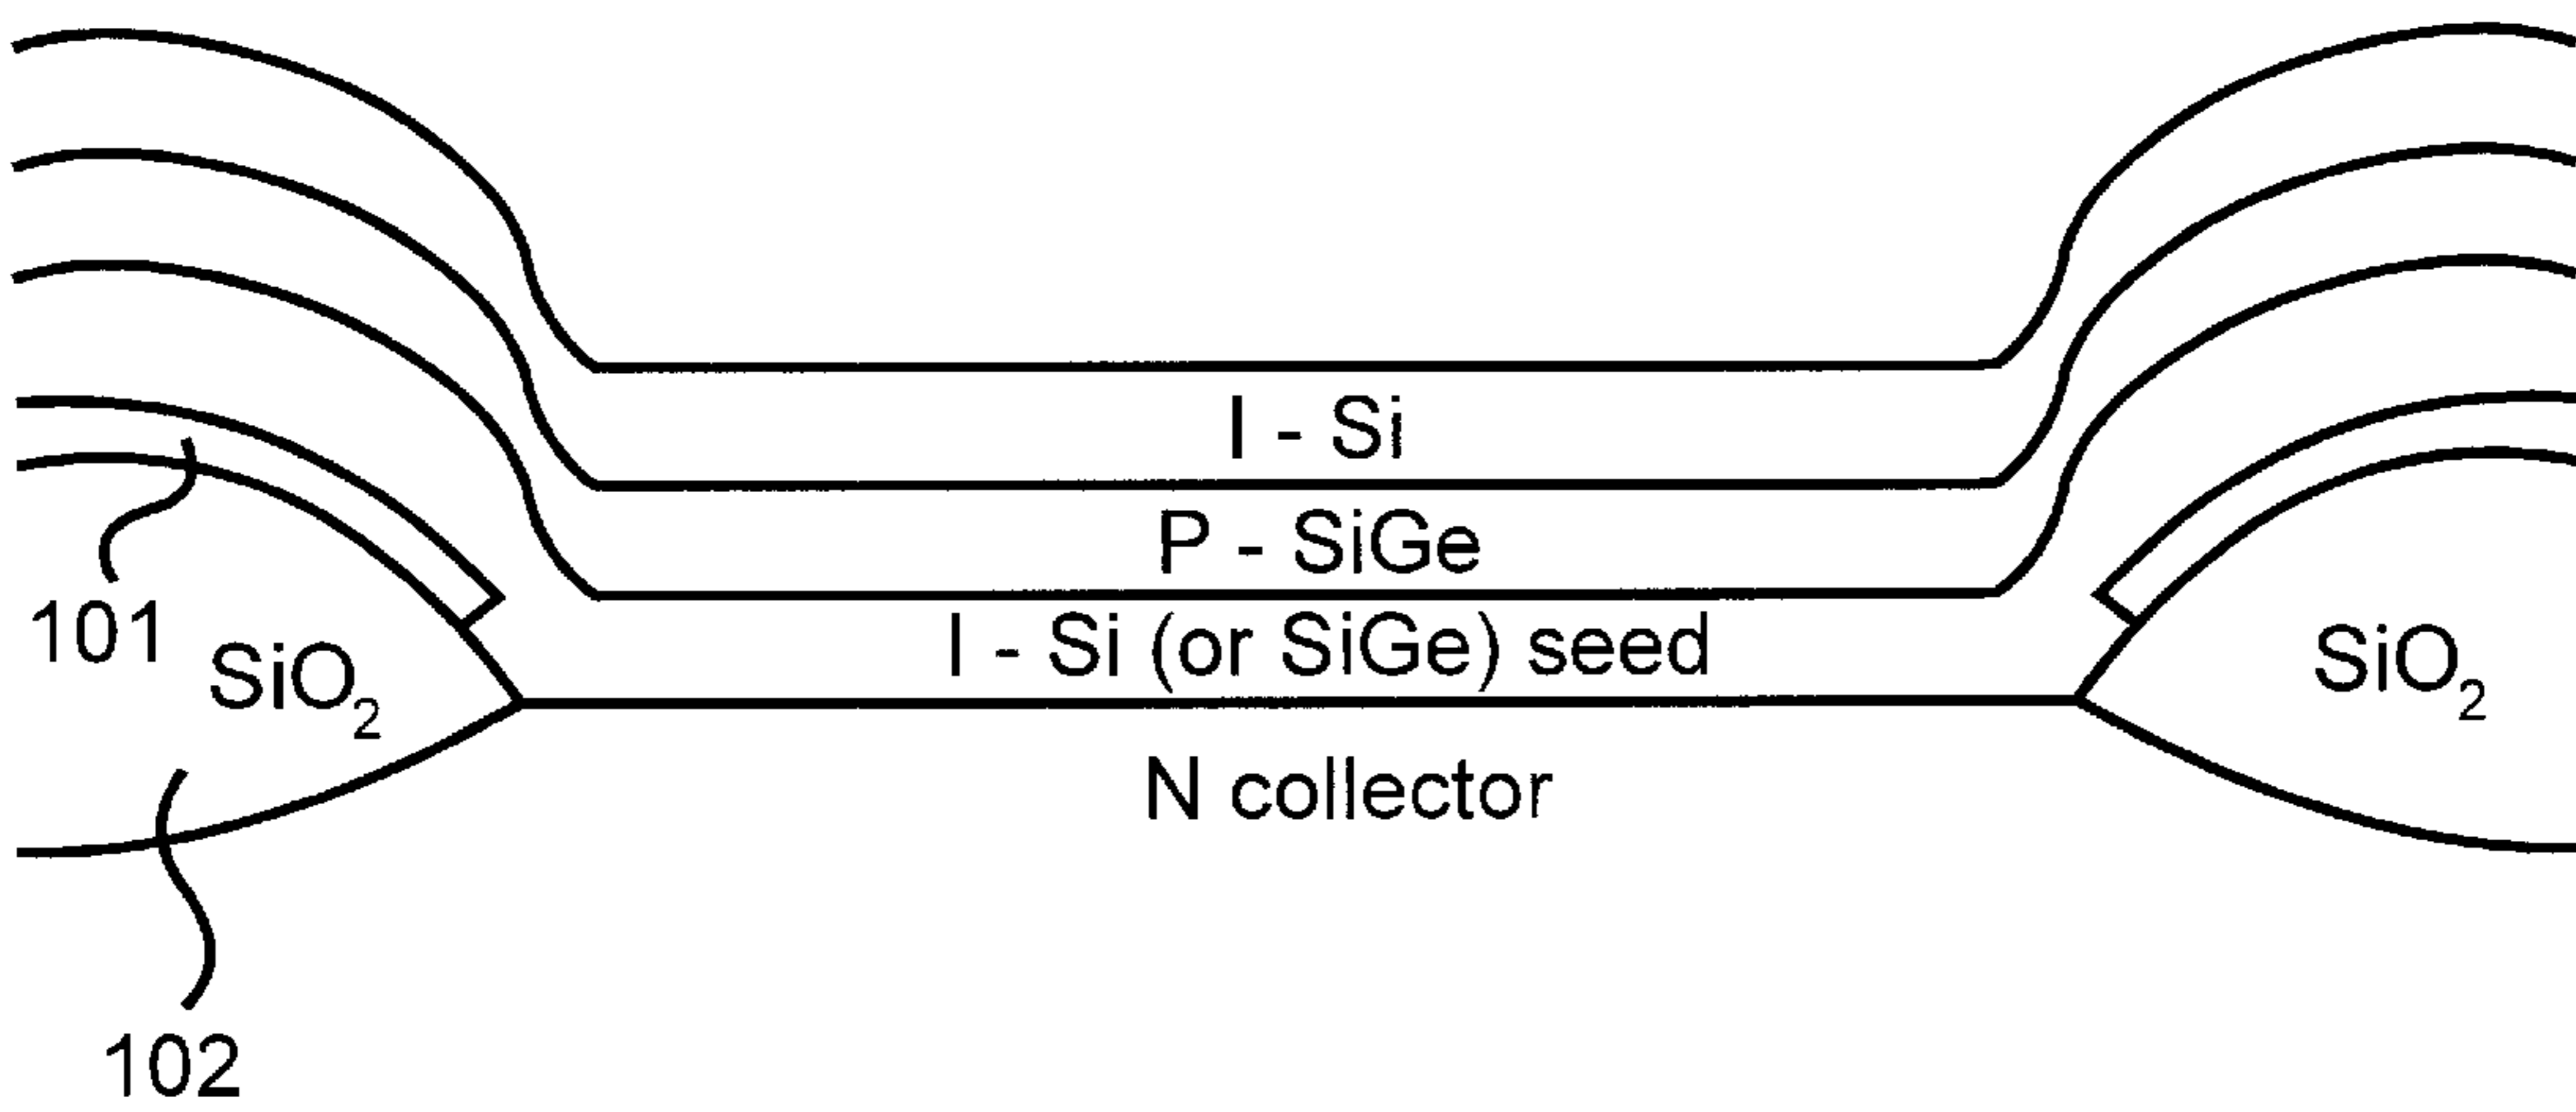 I - Si
P - SiGe
I - Si (or SiGe) seed
101
SiO₂
SiO₂
N collector
102